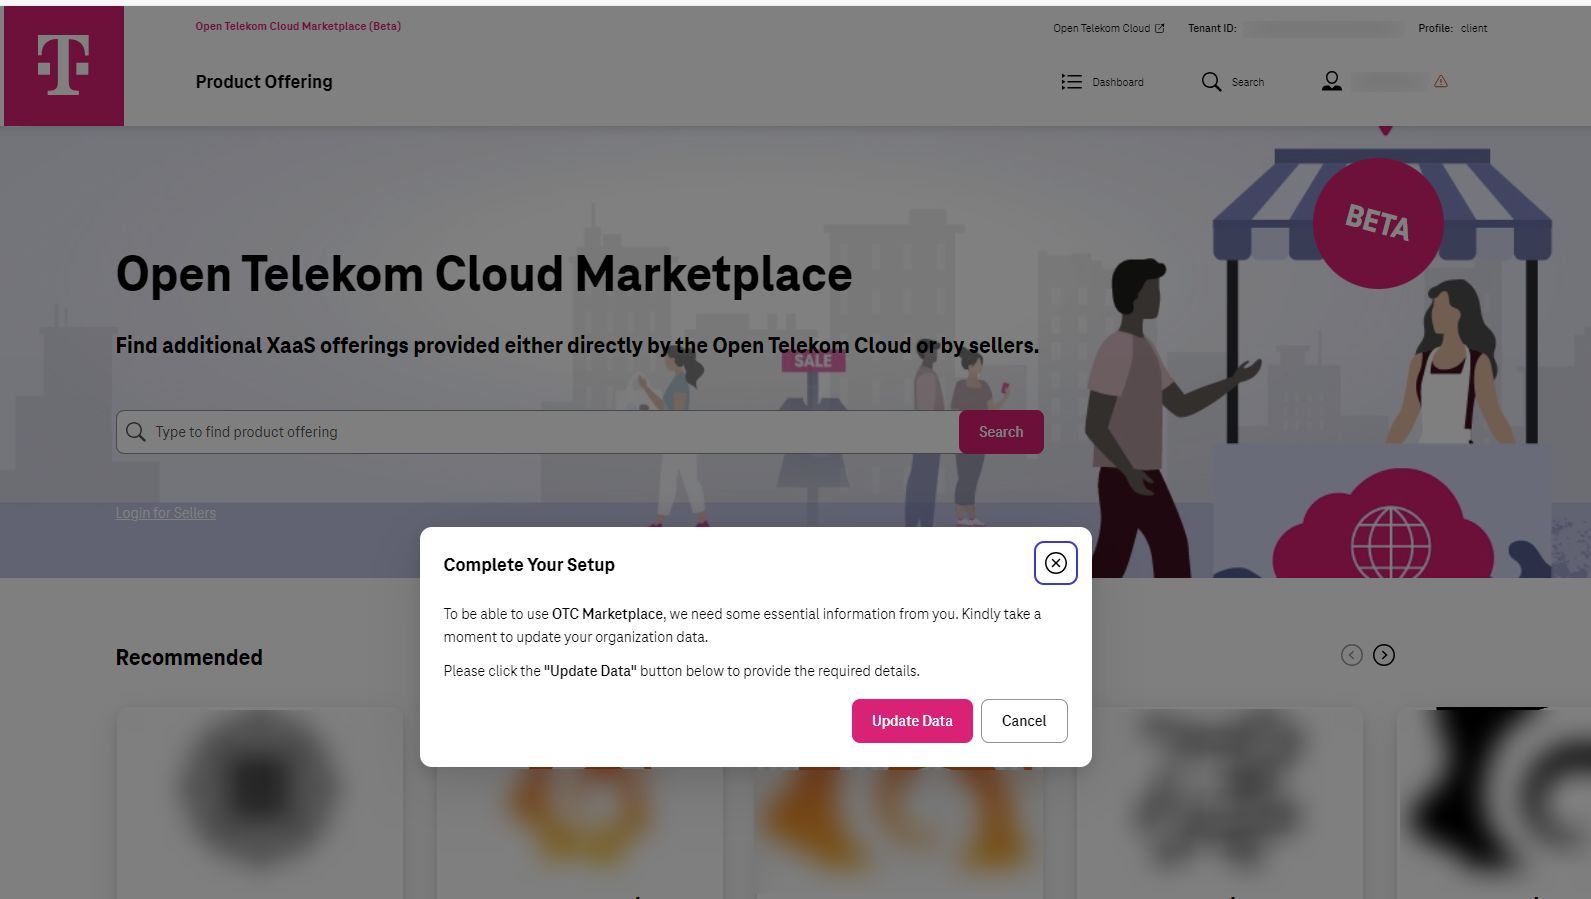 Open Telekom Cloud Marketplace (Beta)
Open Telekom Cloud
Tenant ID:
Profile: client
Product Offering
Dashboard
Search
BETA
Open Telekom Cloud Marketplace
Find additional XaaS offerings provided either directly by the Open Telekom Cloud or by sellers.
SALE
Type to find product offering
Search
Login for Sellers
Complete Your Setup
To be able to use OTC Marketplace, we need some essential information from you. Kindly take a
moment to update your organization data.
Please click the "Update Data" button below to provide the required details.
Update Data
Cancel
Recommended